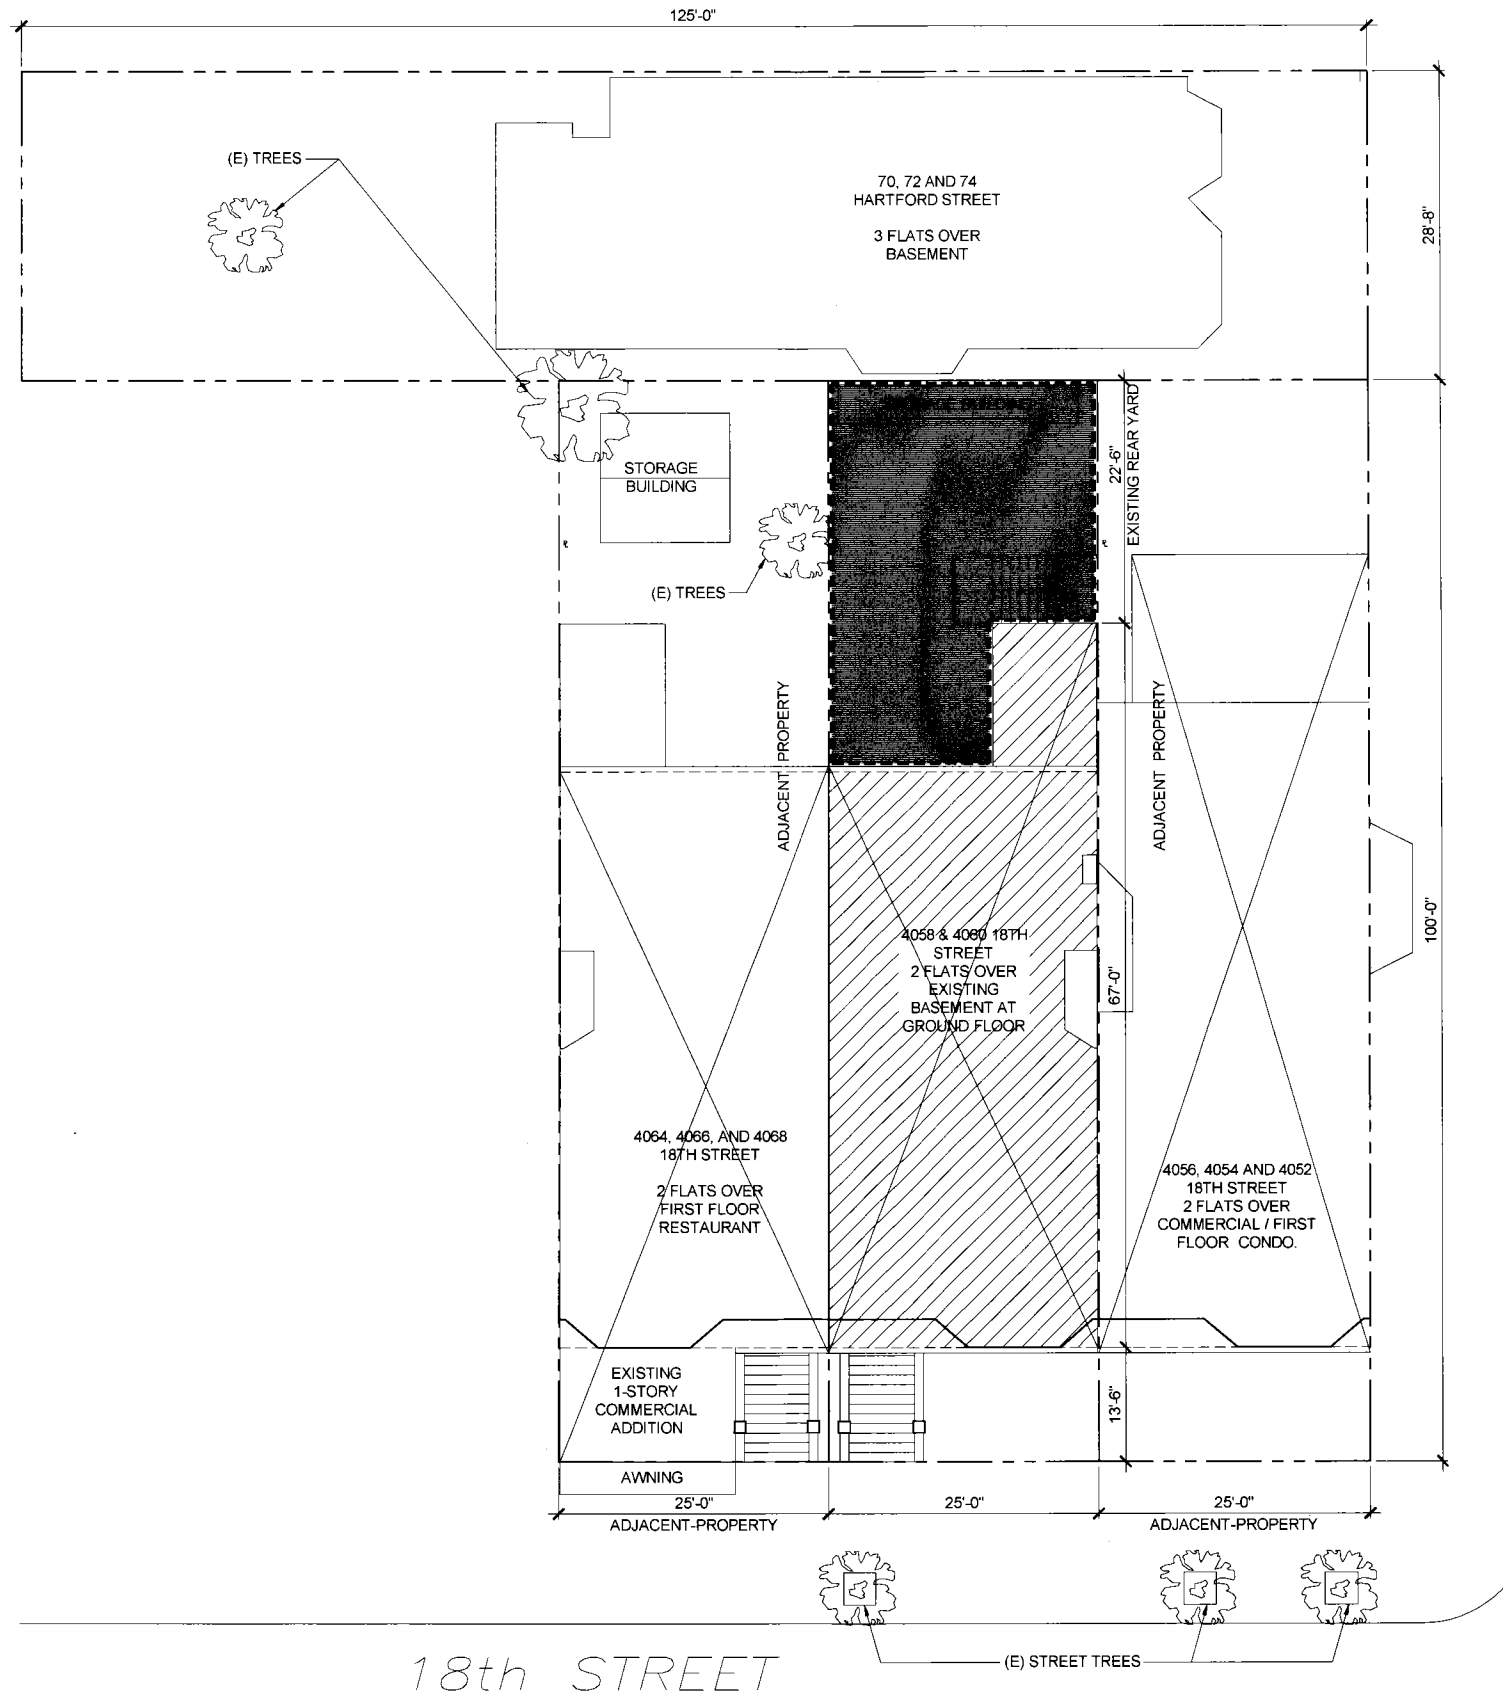 125'-0"
(E) TREES
70, 72 AND 74
HARTFORD STREET
3 FLATS OVER
BASEMENT
28'-8"
STORAGE
BUILDING
22'-6"
EXISTING REAR YARD
(E) TREES
ADJACENT PROPERTY
ADJACENT PROPERTY
4058 & 4060 18TH
STREET
2 FLATS OVER
EXISTING
BASEMENT AT
GROUND FLOOR
67'-0"
100'-0"
4064, 4066, AND 4068
18TH STREET
2 FLATS OVER
FIRST FLOOR
RESTAURANT
4056, 4054 AND 4052
18TH STREET
2 FLATS OVER
COMMERCIAL / FIRST
FLOOR CONDO.
EXISTING
1-STORY
COMMERCIAL
ADDITION
13'-6"
AWNING
25'-0"
25'-0"
25'-0"
ADJACENT-PROPERTY
ADJACENT-PROPERTY
(E) STREET TREES
18th STREET